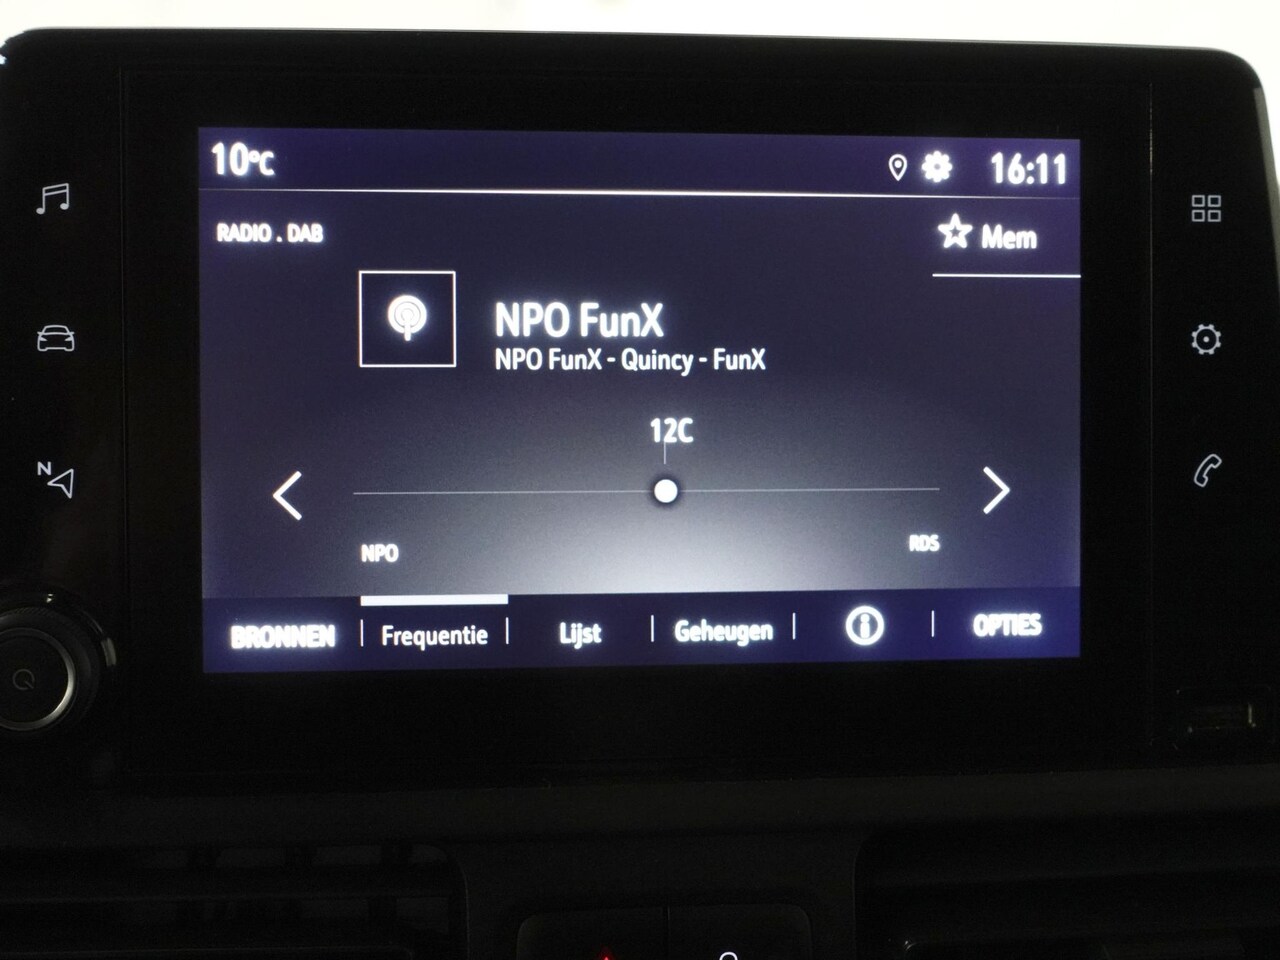 10°C
16:11
RADIO . DAB
Mem
NPO FunX
NPO FunX - Quincy - FunX
12C
N
NPO
RDS
BRONNEN
Frequentie
Lijst
Geheugen
OPTIES